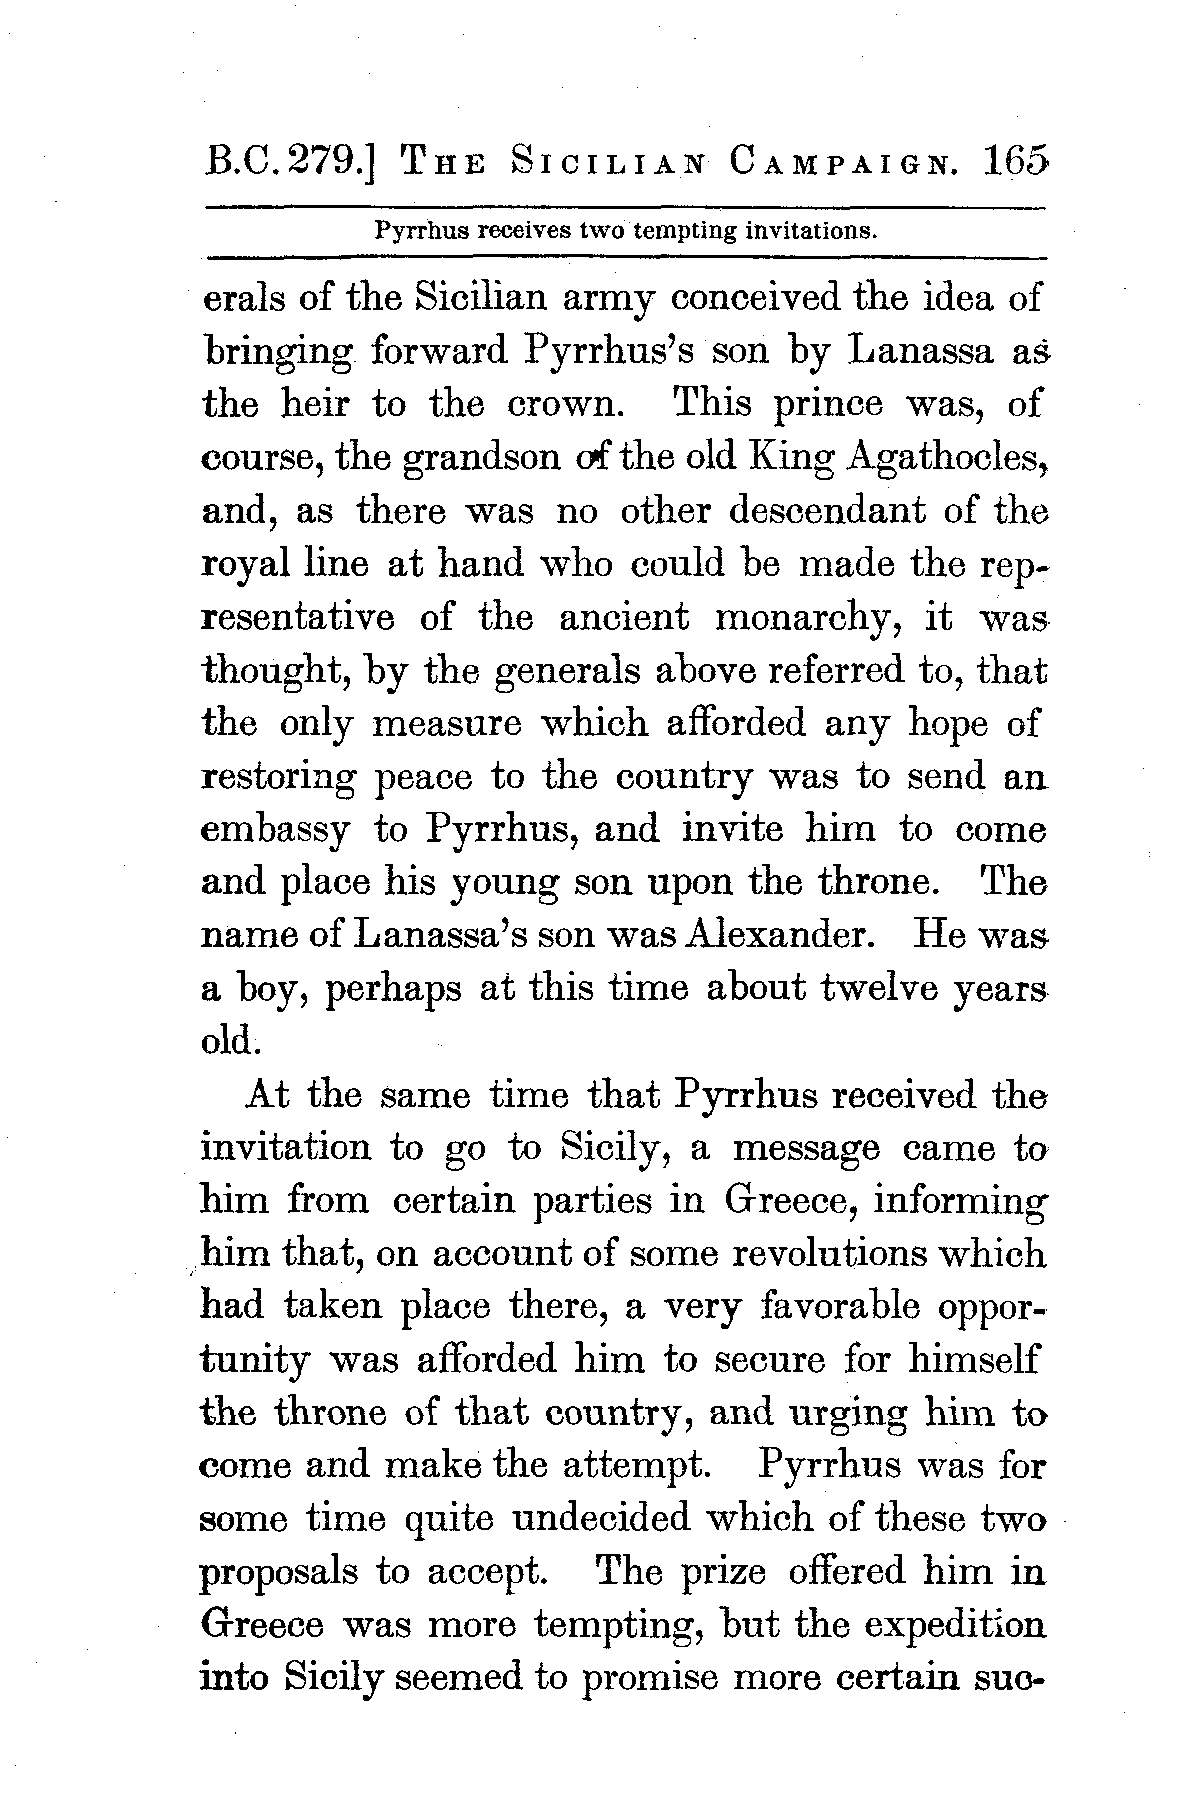 B.C. 279.] The Sicilian Campaign. 165
Pyrrhus receives two tempting invitations.
erals of the Sicilian army conceived the idea of
bringing forward Pyrrhus's son by Lanassa as
the heir to the crown. This prince was, of
course, the grandson of the old King Agathocles,
and, as there was no other descendant of the
royal line at hand who could be made the rep-
resentative of the ancient monarchy, it was
thought, by the generals above referred to, that
the only measure which afforded any hope of
restoring peace to the country was to send an
embassy to Pyrrhus, and invite him to come
and place his young son upon the throne. The
name of Lanassa's son was Alexander. He was
a boy, perhaps at this time about twelve years
old.
At the same time that Pyrrhus received the
invitation to go to Sicily, a message came to
him from certain parties in Greece, informing
him that, on account of some revolutions which
had taken place there, a very favorable oppor-
tunity was afforded him to secure for himself
the throne of that country, and urging him to
come and make the attempt. Pyrrhus was for
some time quite undecided which of these two
proposals to accept. The prize offered him in
Greece was more tempting, but the expedition
into Sicily seemed to promise more certain suc-